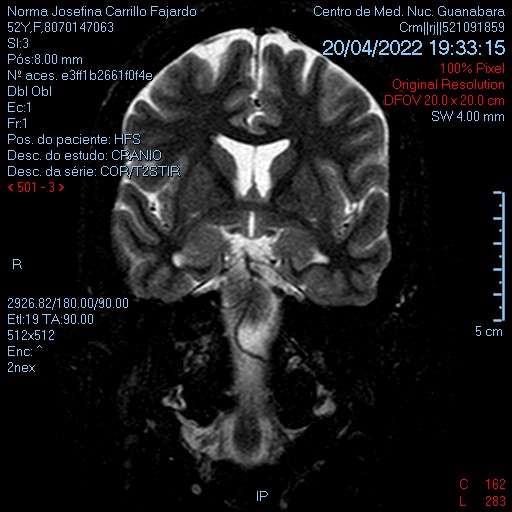 Norma Josefina Carrillo Fajardo
52Y,F,8070147063
Sl:3
Pós:8.00 mm
Nº aces. e3ff1b2661f0f4e
Dbl Obl
Ec:1
Fr:1
Pos. do paciente: HFS
Desc. do estudo: CRANIO
Desc. da série: COR/T2STIR
< 501 - 3 >
Centro de Med. Nuc. Guanabara
Crm||rj||521091859
20/04/2022 19:33:15
100% Pixel
Original Resolution
DFOV 20.0 x 20.0 cm
SW 4.00 mm
R
2926.82/180.00/90.00
Etl:19 TA:90.00
512x512
Enc: ^
2nex
5 cm
IP
C 162
L 283